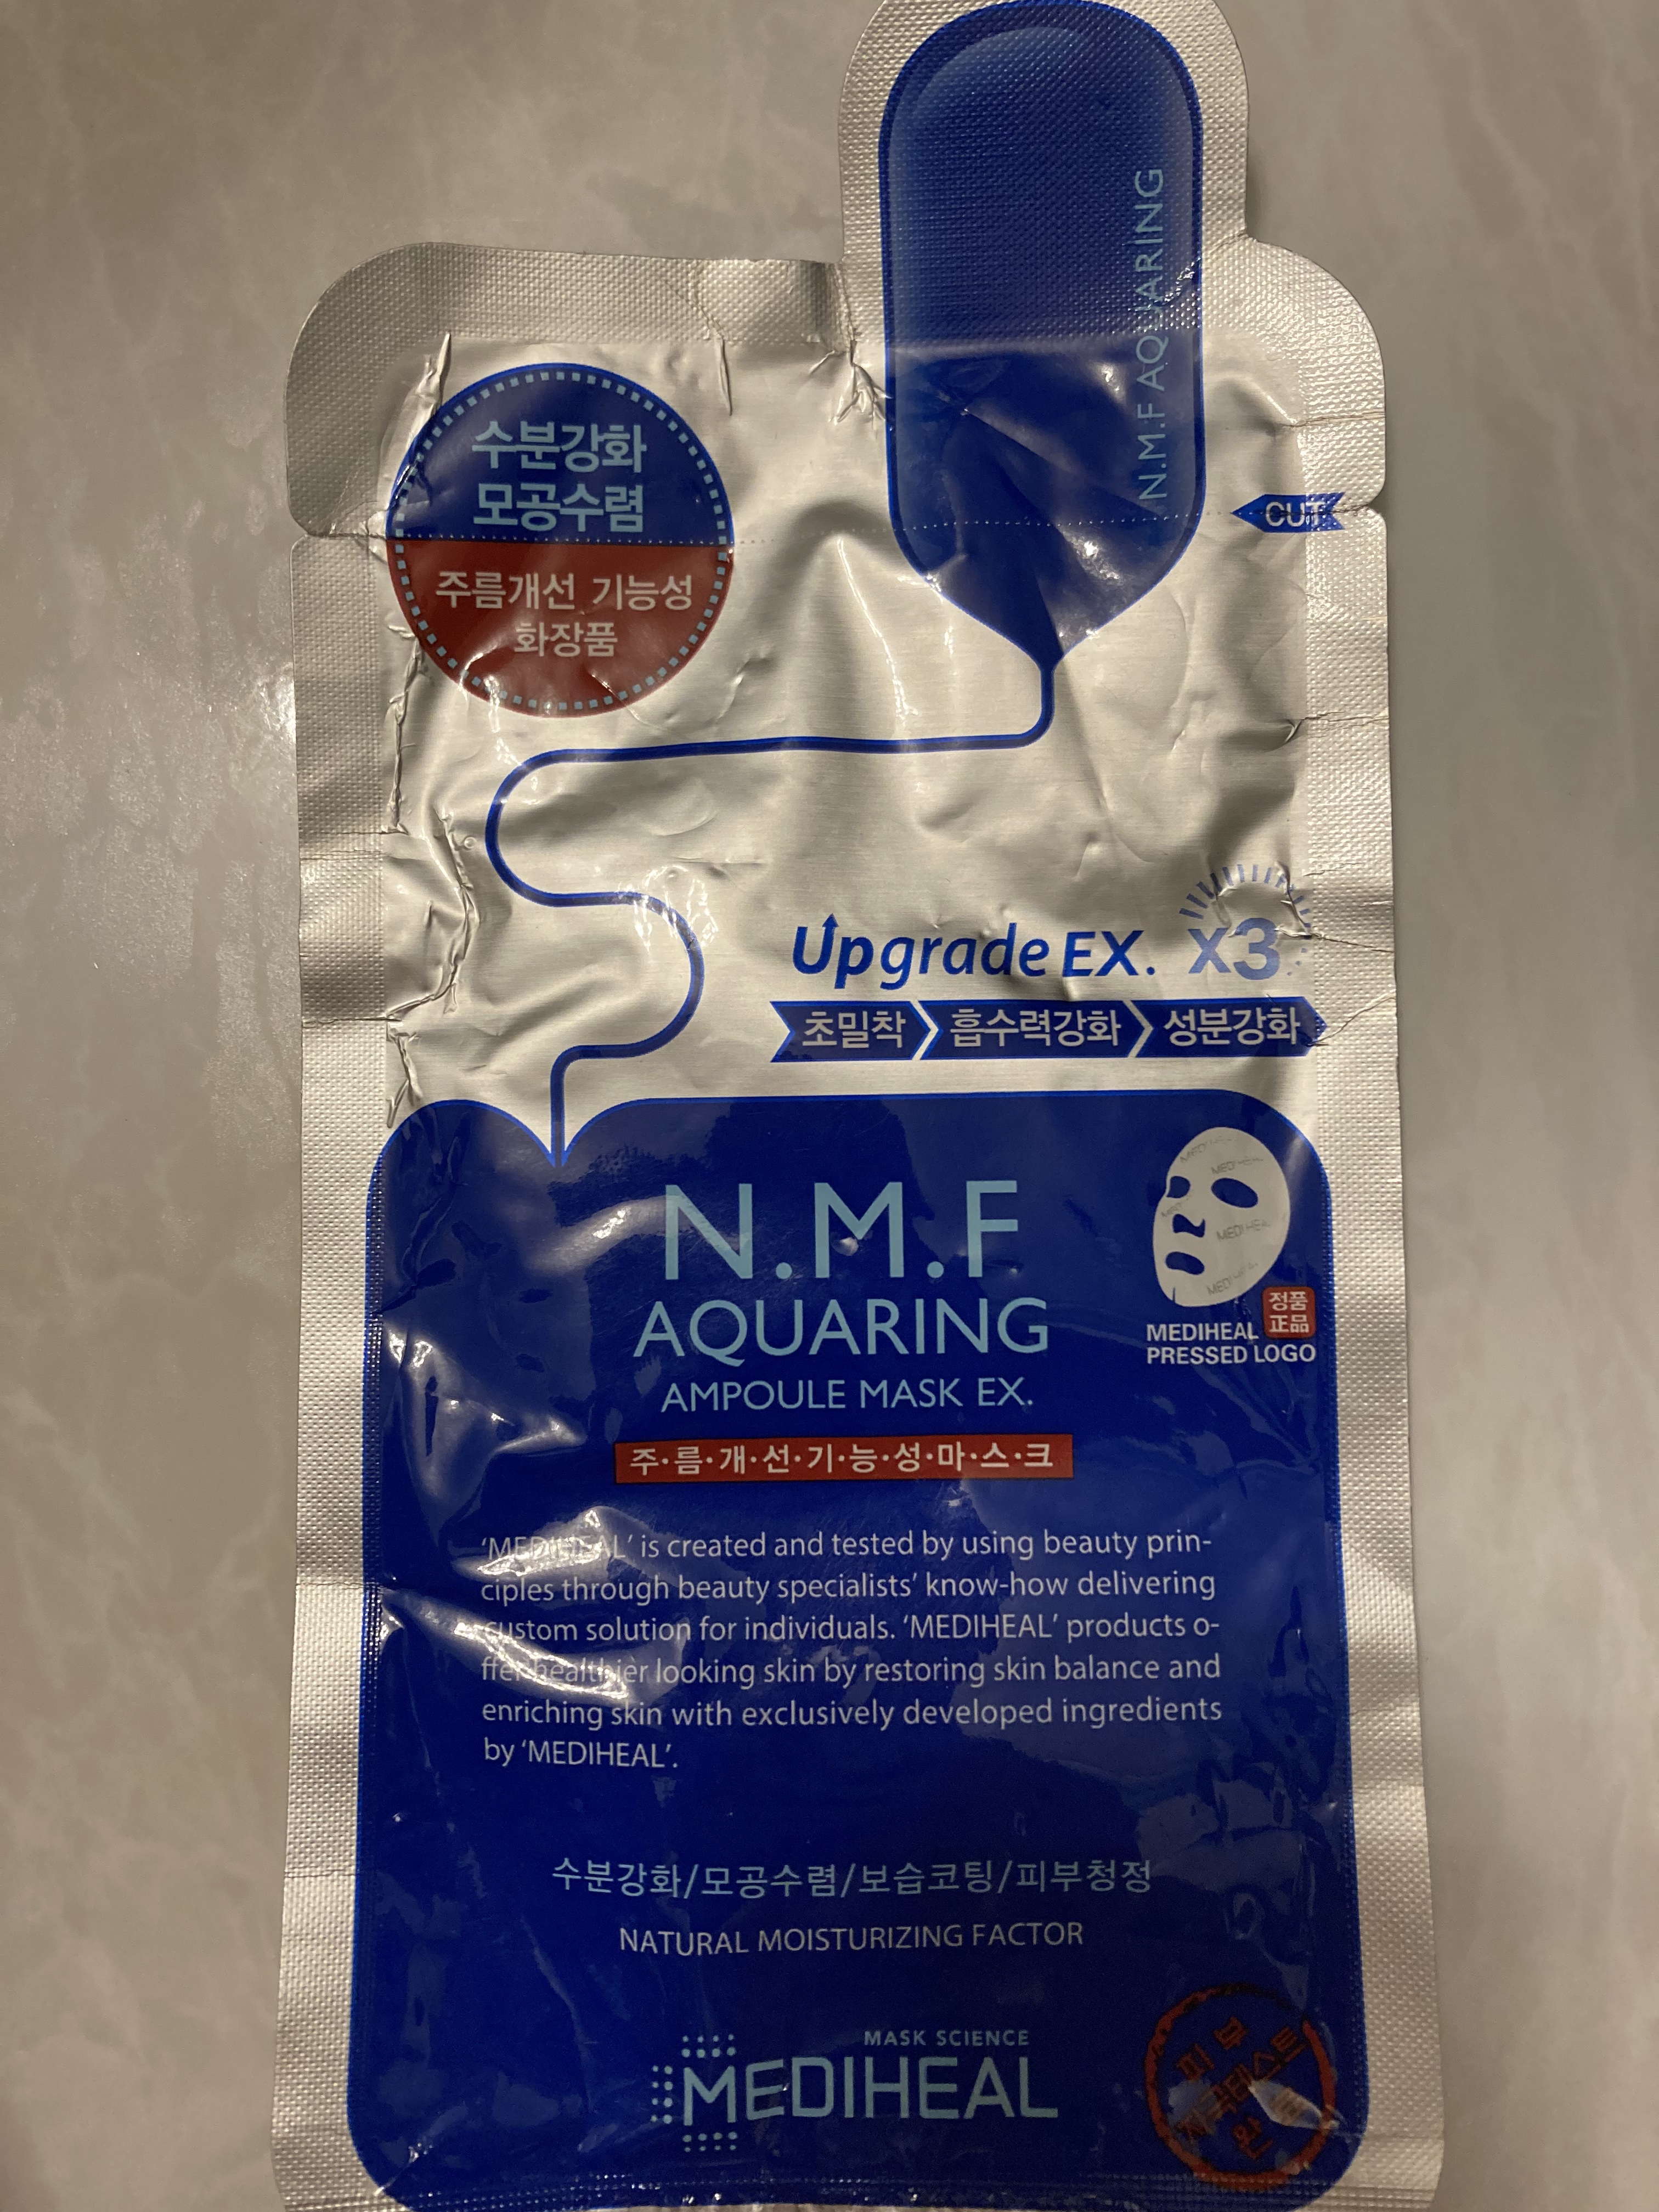 N.M.F AQUARING
수분강화
모공수렴
주름개선 기능성
화장품
CUT
Upgrade EX. x3
초밀착 흡수력강화 성분강화
N.M.F
AQUARING
AMPOULE MASK EX.
정품
正品
MEDIHEAL
PRESSED LOGO
주·름·개·선·기·능·성·마·스·크
‘MEDIHEAL’ is created and tested by using beauty prin-
ciples through beauty specialists’ know-how delivering
custom solution for individuals. ‘MEDIHEAL’ products o-
ffer healthier looking skin by restoring skin balance and
enriching skin with exclusively developed ingredients
by ‘MEDIHEAL’.
수분강화/모공수렴/보습코팅/피부청정
NATURAL MOISTURIZING FACTOR
MASK SCIENCE
MEDIHEAL
피부